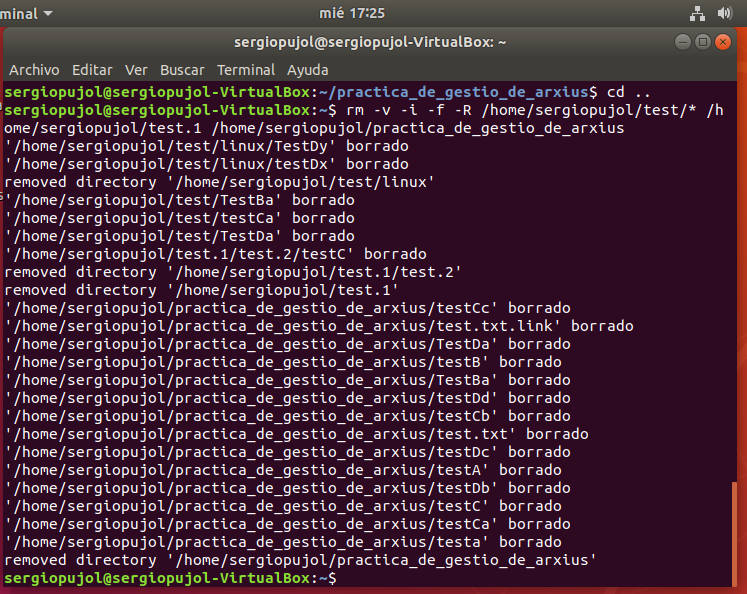 minal
mié 17:25
sergiopujol@sergiopujol-VirtualBox: ~
Archivo Editar Ver Buscar Terminal Ayuda
sergiopujol@sergiopujol-VirtualBox:~/practica_de_gestio_de_arxius$ cd ..
sergiopujol@sergiopujol-VirtualBox:~$ rm -v -i -f -R /home/sergiopujol/test/* /h
ome/sergiopujol/test.1 /home/sergiopujol/practica_de_gestio_de_arxius
'/home/sergiopujol/test/linux/TestDy' borrado
'/home/sergiopujol/test/linux/TestDx' borrado
removed directory '/home/sergiopujol/test/linux'
'/home/sergiopujol/test/TestBa' borrado
'/home/sergiopujol/test/testCa' borrado
'/home/sergiopujol/test/TestDa' borrado
'/home/sergiopujol/test.1/test.2/testC' borrado
removed directory '/home/sergiopujol/test.1/test.2'
removed directory '/home/sergiopujol/test.1'
'/home/sergiopujol/practica_de_gestio_de_arxius/testCc' borrado
'/home/sergiopujol/practica_de_gestio_de_arxius/test.txt.link' borrado
'/home/sergiopujol/practica_de_gestio_de_arxius/TestDa' borrado
'/home/sergiopujol/practica_de_gestio_de_arxius/testB' borrado
'/home/sergiopujol/practica_de_gestio_de_arxius/TestBa' borrado
'/home/sergiopujol/practica_de_gestio_de_arxius/testDd' borrado
'/home/sergiopujol/practica_de_gestio_de_arxius/testCb' borrado
'/home/sergiopujol/practica_de_gestio_de_arxius/test.txt' borrado
'/home/sergiopujol/practica_de_gestio_de_arxius/testDc' borrado
'/home/sergiopujol/practica_de_gestio_de_arxius/testA' borrado
'/home/sergiopujol/practica_de_gestio_de_arxius/testDb' borrado
'/home/sergiopujol/practica_de_gestio_de_arxius/testC' borrado
'/home/sergiopujol/practica_de_gestio_de_arxius/testCa' borrado
'/home/sergiopujol/practica_de_gestio_de_arxius/testa' borrado
removed directory '/home/sergiopujol/practica_de_gestio_de_arxius'
sergiopujol@sergiopujol-VirtualBox:~$